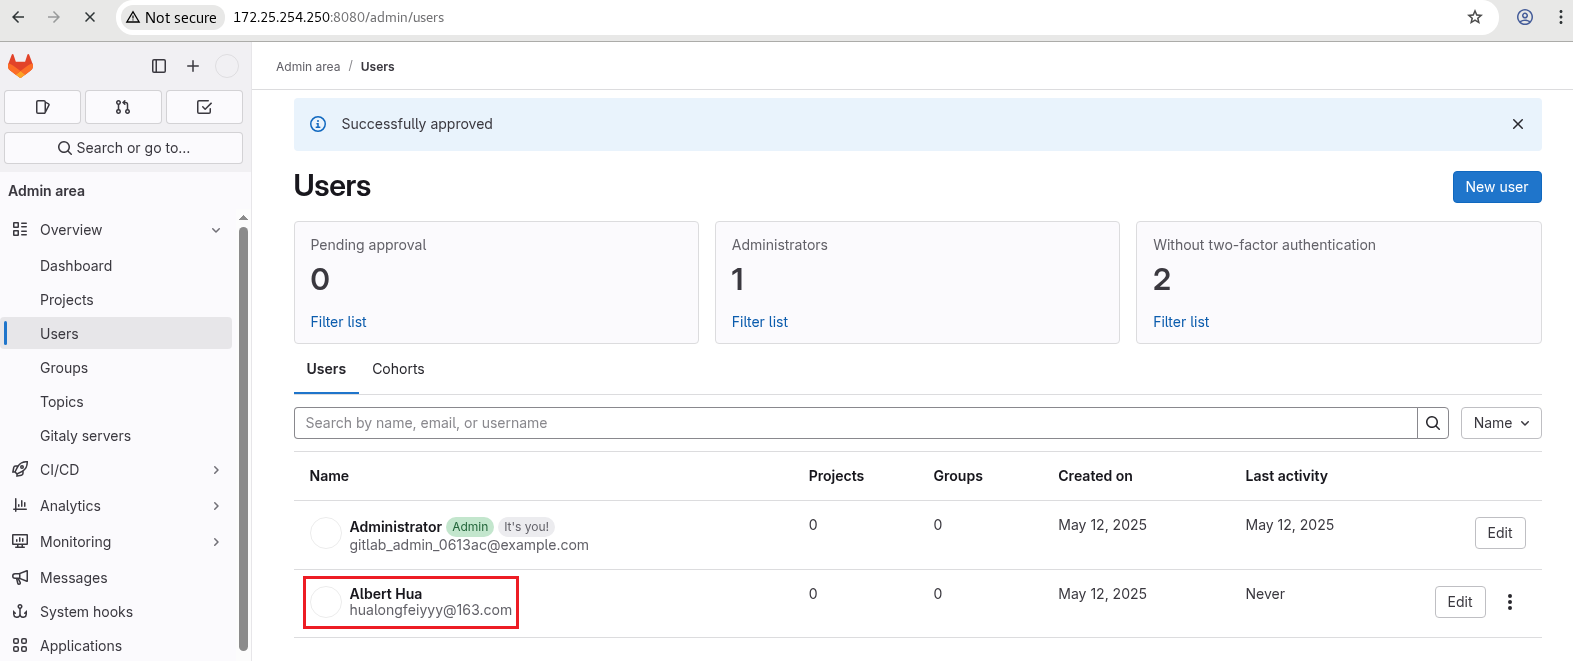 Not secure 172.25.254.250:8080/admin/users
Admin area / Users
Successfully approved
Search or go to...
Admin area
Overview
Dashboard
Projects
Users
Groups
Topics
Gitaly servers
CI/CD
Analytics
Monitoring
Messages
System hooks
Applications
Users
New user
Pending approval
0
Filter list
Administrators
1
Filter list
Without two-factor authentication
2
Filter list
Users Cohorts
Search by name, email, or username
Name
Name Projects Groups Created on Last activity
Administrator Admin It's you! 0 0 May 12, 2025 May 12, 2025 Edit
gitlab_admin_0613ac@example.com
Albert Hua 0 0 May 12, 2025 Never Edit
hualongfeiyyy@163.com